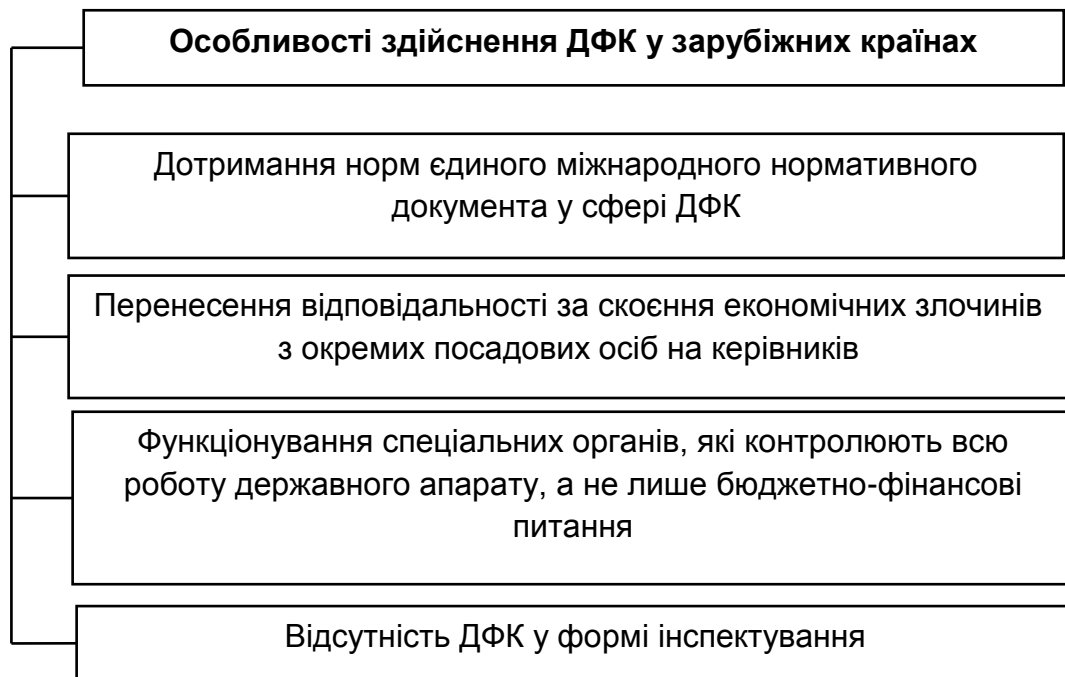 Особливості здійснення ДФК у зарубіжних країнах
Дотримання норм єдиного міжнародного нормативного
документа у сфері ДФК
Перенесення відповідальності за скоєння економічних злочинів
з окремих посадових осіб на керівників
Функціонування спеціальних органів, які контролюють всю
роботу державного апарату, а не лише бюджетно-фінансові
питання
Відсутність ДФК у формі інспектування